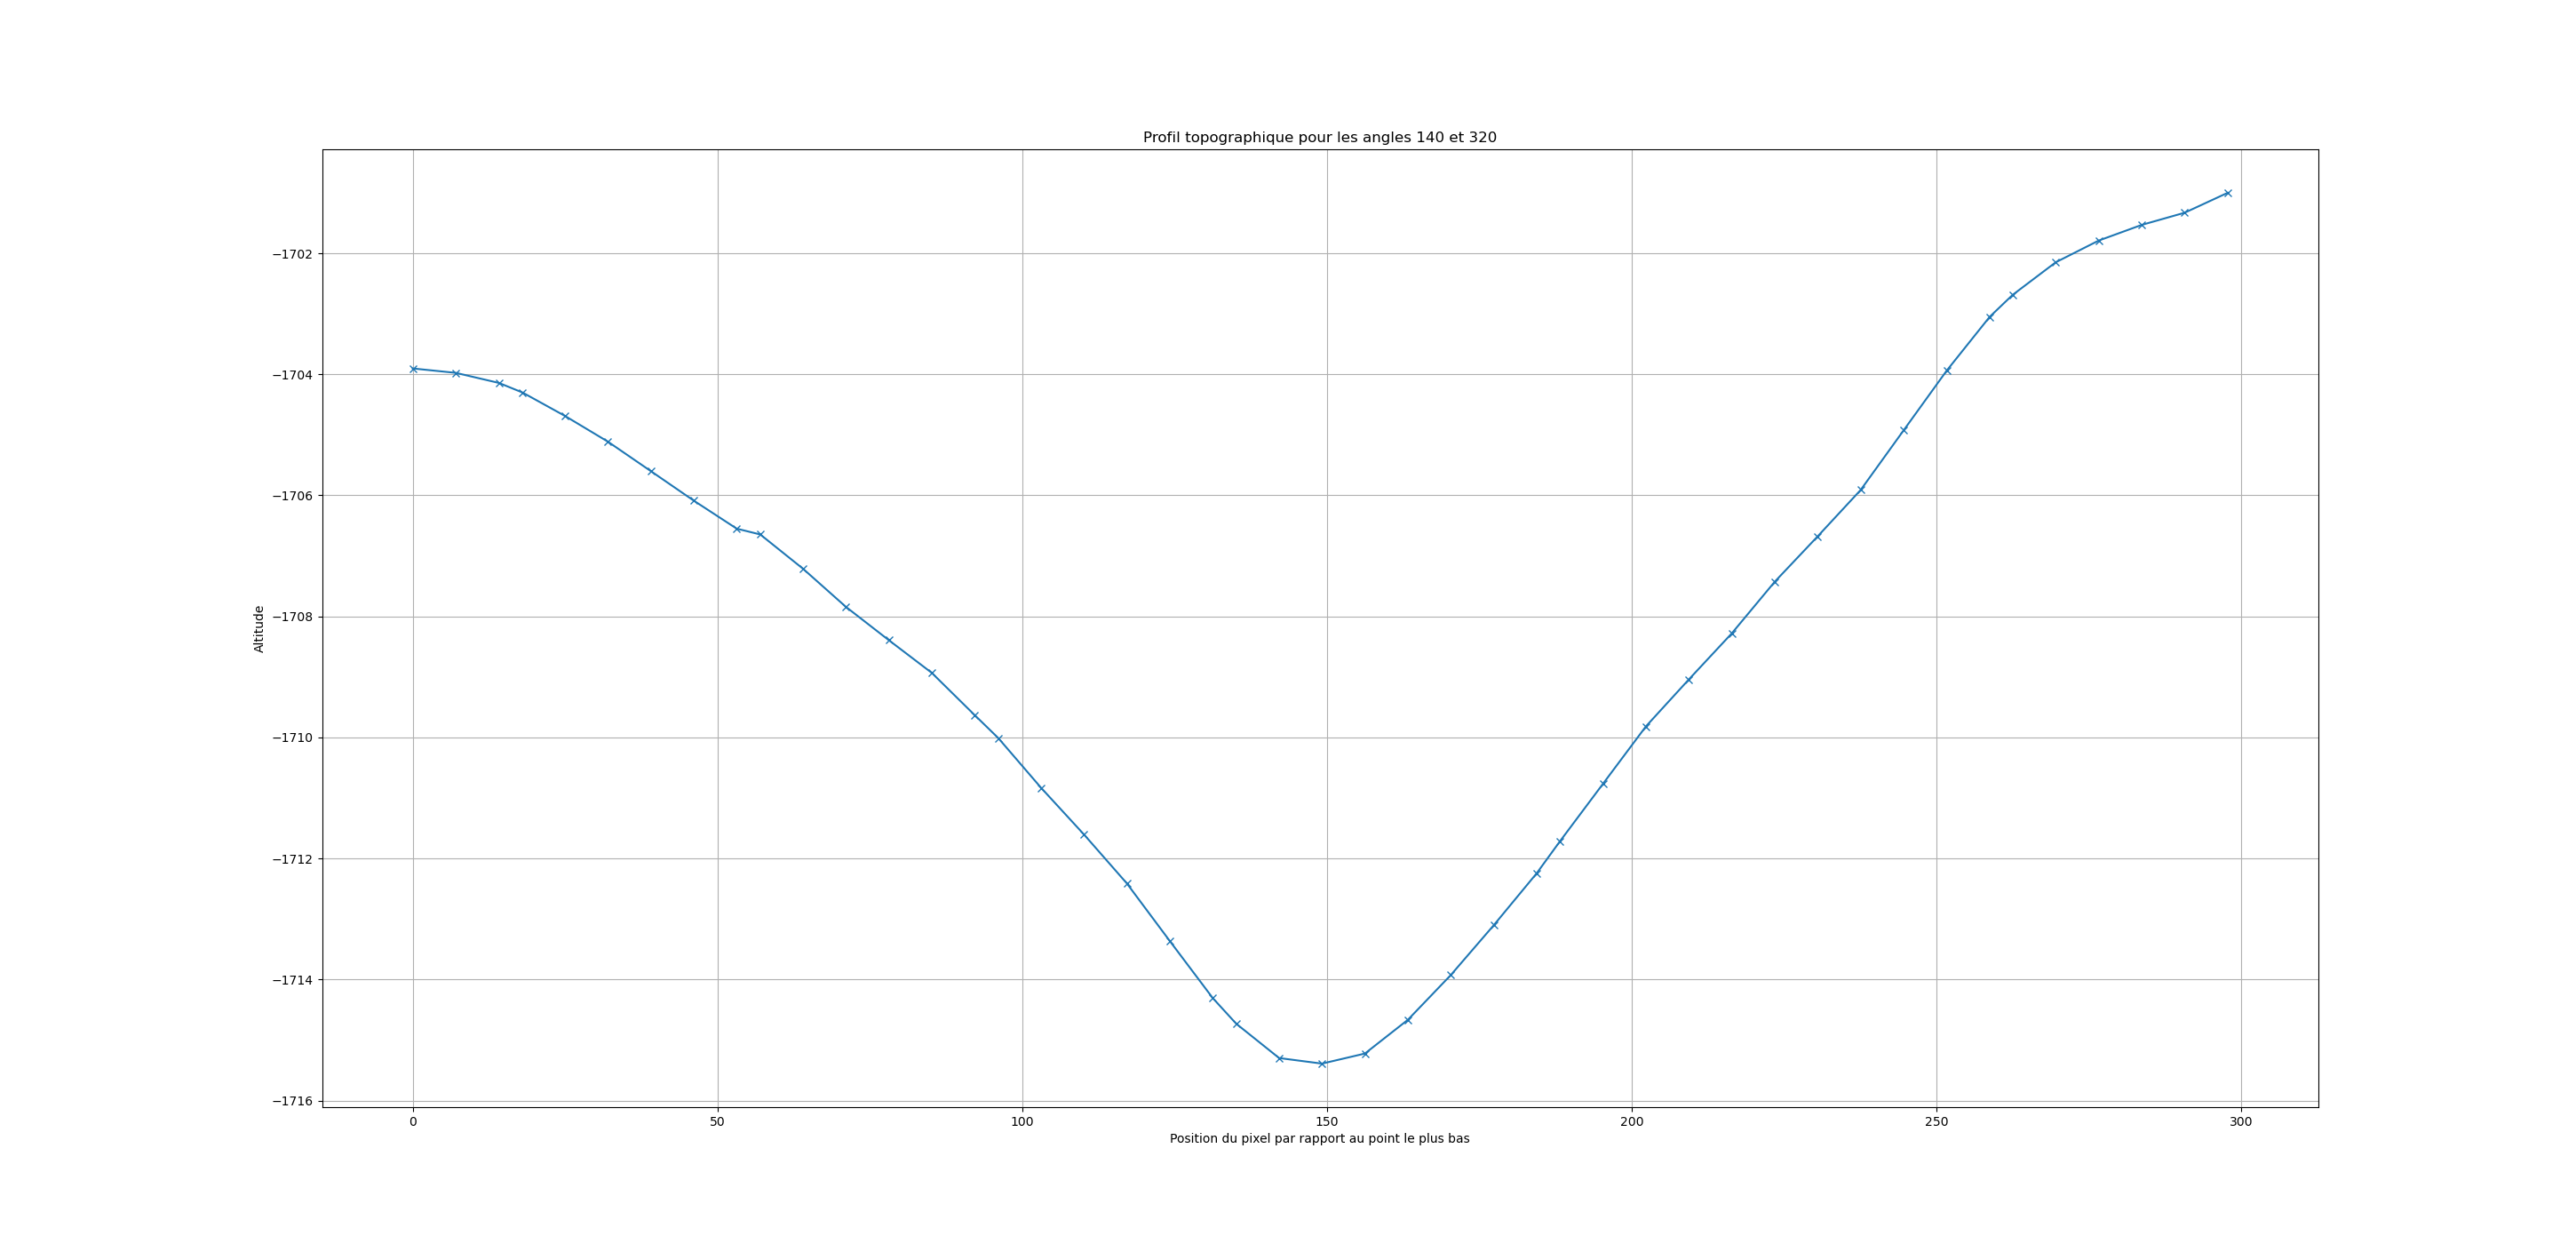 Profil topographique pour les angles 140 et 320
Altitude
−1702
−1704
−1706
−1708
−1710
−1712
−1714
−1716
0 50 100 150 200 250 300
Position du pixel par rapport au point le plus bas